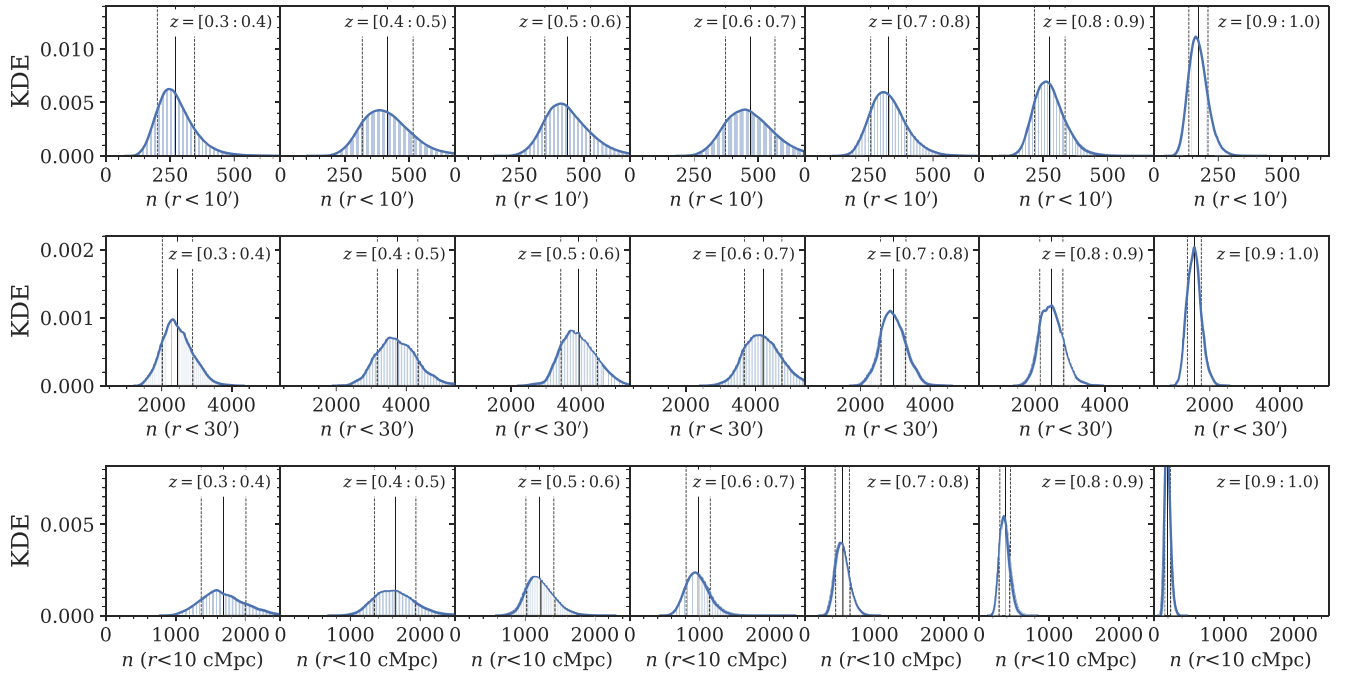 z = [0.3 : 0.4) z = [0.4 : 0.5) z = [0.5 : 0.6) z = [0.6 : 0.7) z = [0.7 : 0.8) z = [0.8 : 0.9) z = [0.9 : 1.0)
0.010
KDE
0.005
0.000
0 250 500 0 250 500 0 250 500 0 250 500 0 250 500 0 250 500 0 250 500
n (r < 10′) n (r < 10′) n (r < 10′) n (r < 10′) n (r < 10′) n (r < 10′) n (r < 10′)
0.002
z = [0.3 : 0.4) z = [0.4 : 0.5) z = [0.5 : 0.6) z = [0.6 : 0.7) z = [0.7 : 0.8) z = [0.8 : 0.9) z = [0.9 : 1.0)
KDE
0.001
0.000
2000 4000 2000 4000 2000 4000 2000 4000 2000 4000 2000 4000 2000 4000
n (r < 30′) n (r < 30′) n (r < 30′) n (r < 30′) n (r < 30′) n (r < 30′) n (r < 30′)
z = [0.3 : 0.4) z = [0.4 : 0.5) z = [0.5 : 0.6) z = [0.6 : 0.7) z = [0.7 : 0.8) z = [0.8 : 0.9) z = [0.9 : 1.0)
KDE
0.005
0.000
0 1000 2000 0 1000 2000 0 1000 2000 0 1000 2000 0 1000 2000 0 1000 2000 0 1000 2000
n (r<10 cMpc) n (r<10 cMpc) n (r<10 cMpc) n (r<10 cMpc) n (r<10 cMpc) n (r<10 cMpc) n (r<10 cMpc)